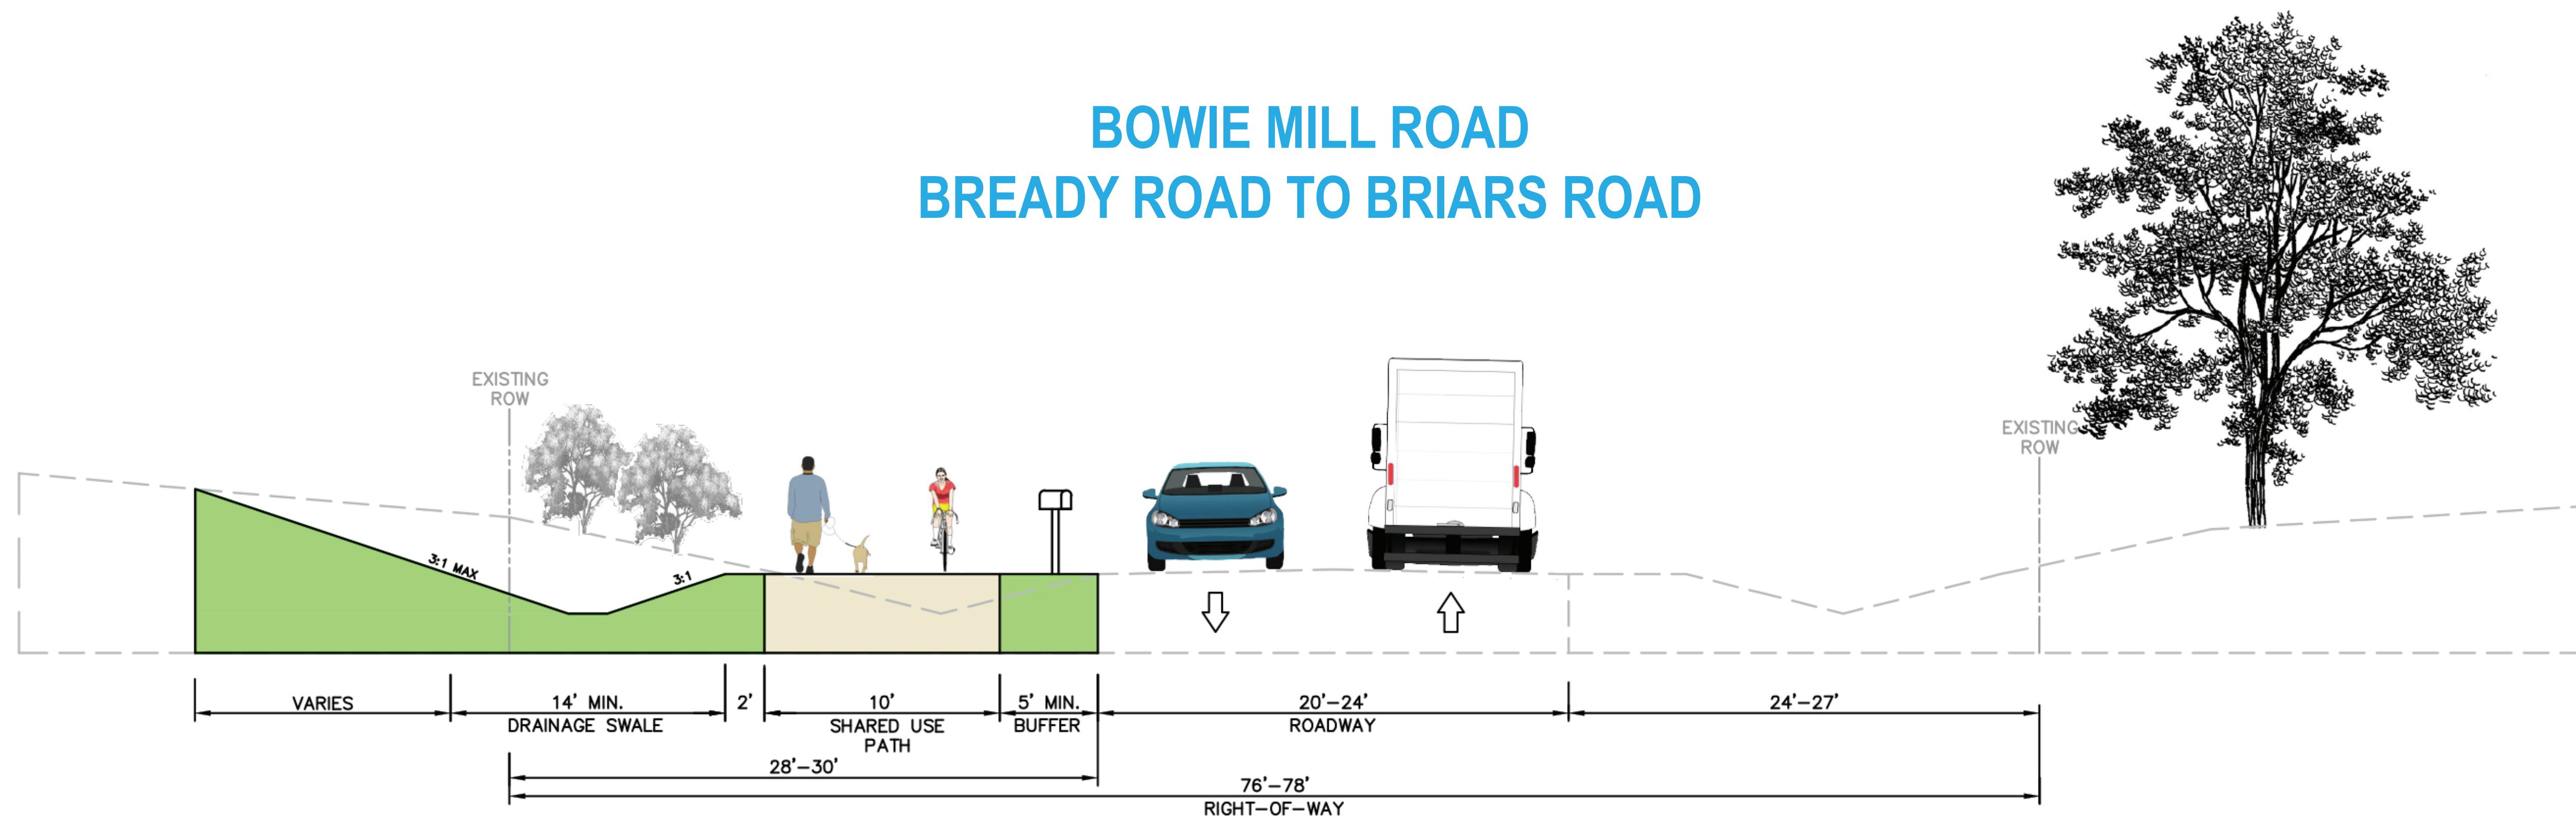 BOWIE MILL ROAD
BREADY ROAD TO BRIARS ROAD
EXISTING
ROW
EXISTING
ROW
3:1 MAX
3:1
VARIES
14' MIN.
DRAINAGE SWALE
2'
10'
SHARED USE
PATH
5' MIN.
BUFFER
20'-24'
ROADWAY
24'-27'
28'-30'
76'-78'
RIGHT-OF-WAY